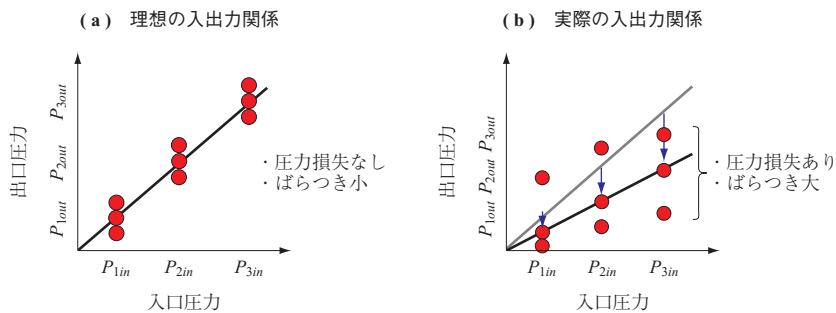 (a) 理想の入出力関係
出口圧力
P1out P2out P3out
・圧力損失なし
・ばらつき小
P1in P2in P3in
入口圧力
(b) 実際の入出力関係
出口圧力
P1out P2out P3out
・圧力損失あり
・ばらつき大
P1in P2in P3in
入口圧力